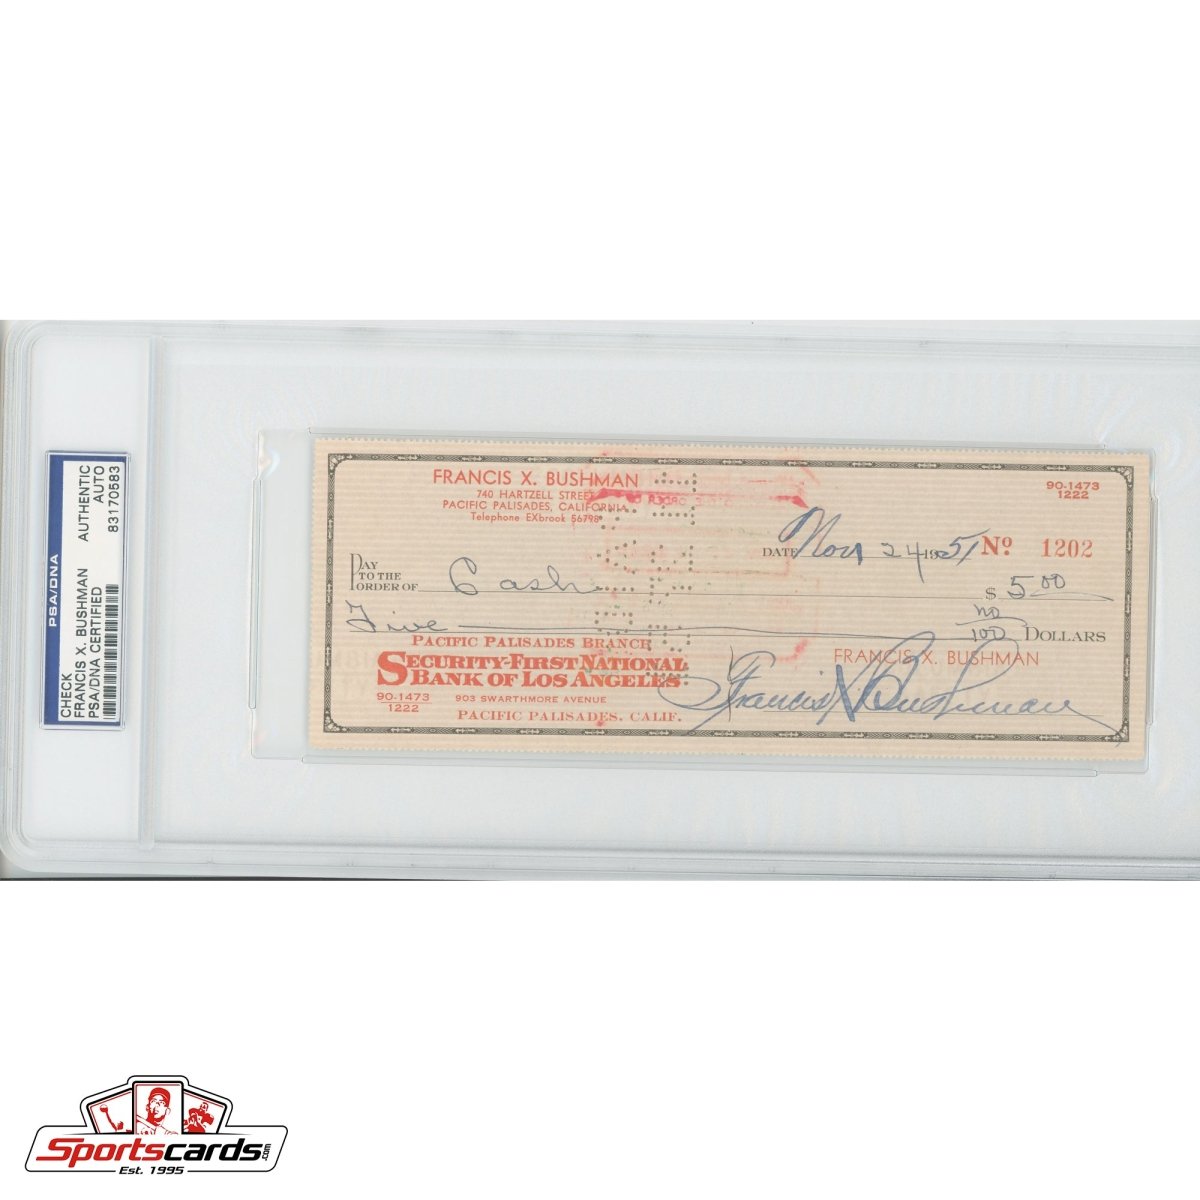 PSA/DNA
CHECK AUTHENTIC
FRANCIS X. BUSHMAN AUTO
PSA/DNA CERTIFIED 83170583
FRANCIS X. BUSHMAN
740 HARTZELL STREET
PACIFIC PALISADES, CALIFORNIA
Telephone EXbrook 56798
90-1473
1222
DATE Nov 24 1951 No 1202
PAY
TO THE
ORDER OF Cash $ 5.00
Five no/100 DOLLARS
PACIFIC PALISADES BRANCH
SECURITY-FIRST NATIONAL
BANK OF LOS ANGELES
90-1473
1222
903 SWARTHMORE AVENUE
PACIFIC PALISADES, CALIF.
FRANCIS X. BUSHMAN
Francis X Bushman
Sportscards.com
Est. 1995